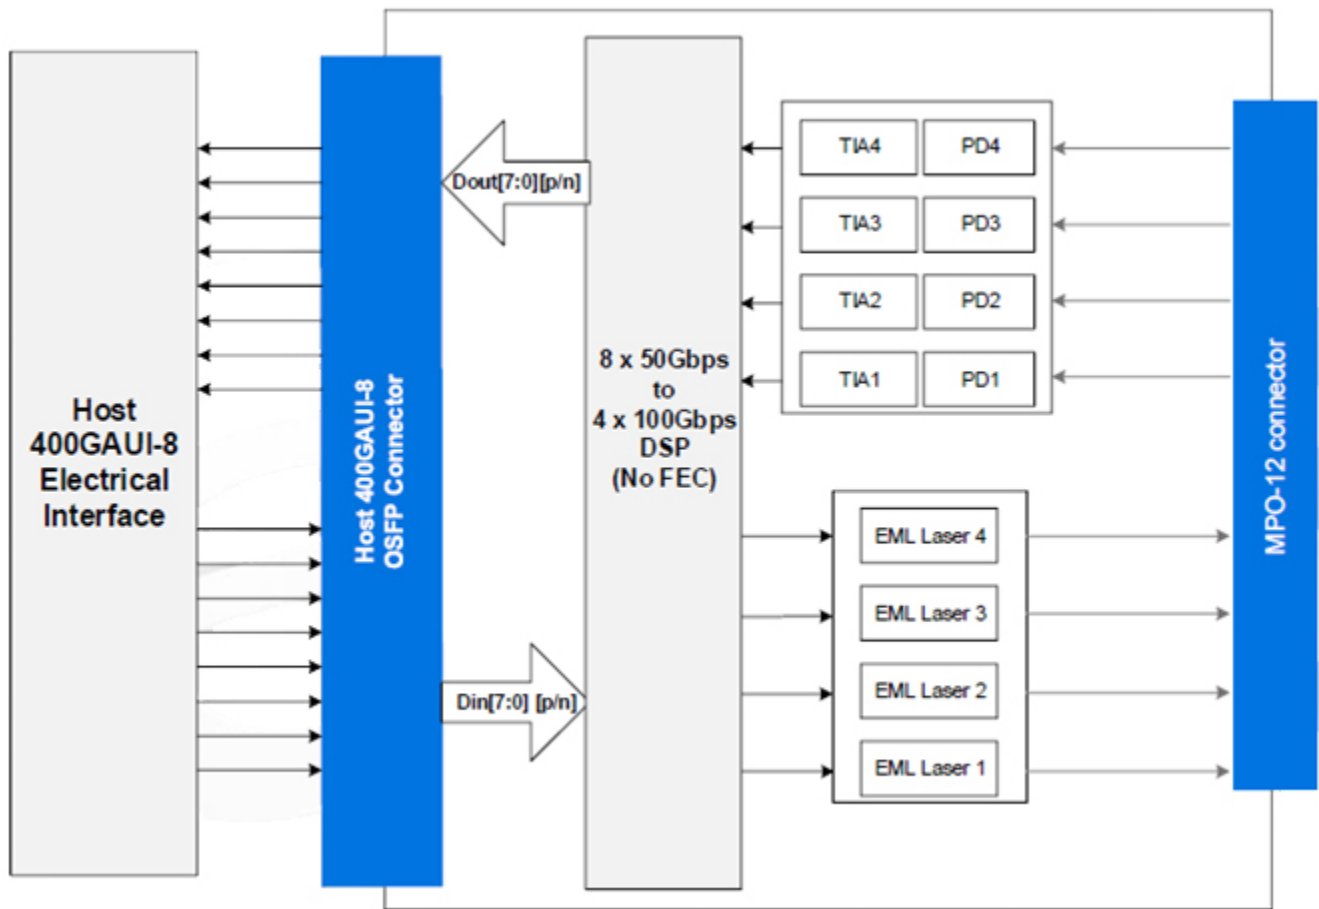 Host
400GAUI-8
Electrical
Interface
Host 400GAUI-8
OSFP Connector
Dout[7:0][p/n]
Din[7:0] [p/n]
8 x 50Gbps
to
4 x 100Gbps
DSP
(No FEC)
TIA4 PD4
TIA3 PD3
TIA2 PD2
TIA1 PD1
EML Laser 4
EML Laser 3
EML Laser 2
EML Laser 1
MPO-12 connector